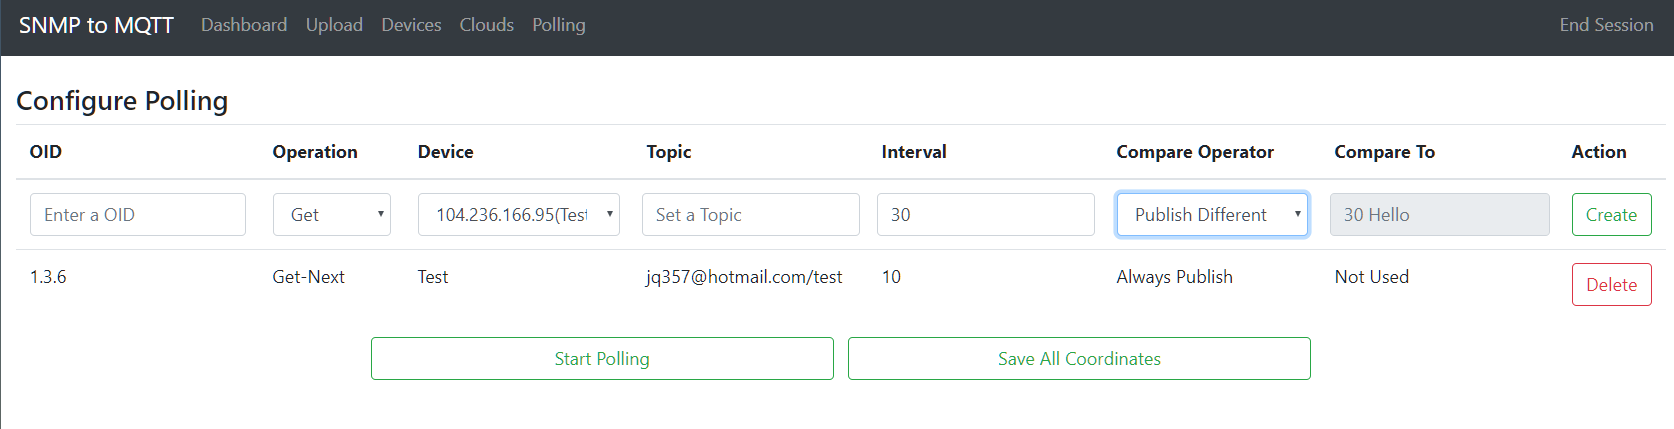 SNMP to MQTT Dashboard Upload Devices Clouds Polling End Session
Configure Polling
OID Operation Device Topic Interval Compare Operator Compare To Action
Enter a OID Get 104.236.166.95(Test Set a Topic 30 Publish Different 30 Hello Create
1.3.6 Get-Next Test jq357@hotmail.com/test 10 Always Publish Not Used Delete
Start Polling Save All Coordinates